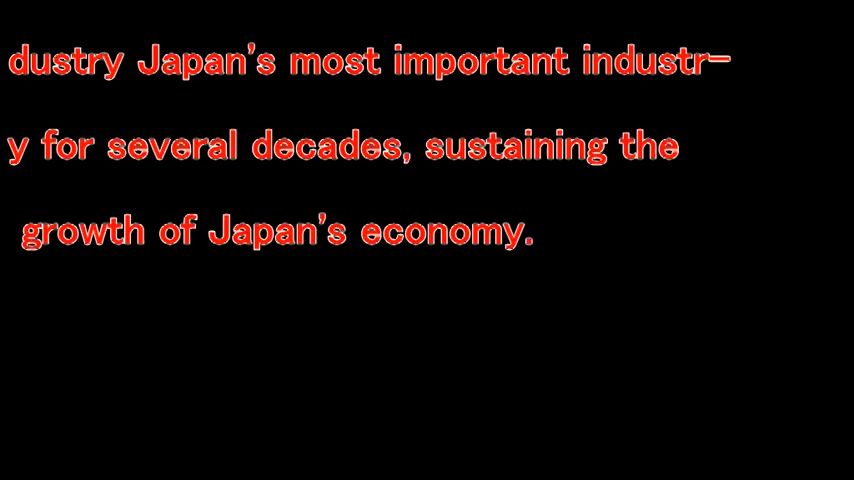 dustry Japan's most important industr-
y for several decades, sustaining the
growth of Japan's economy.